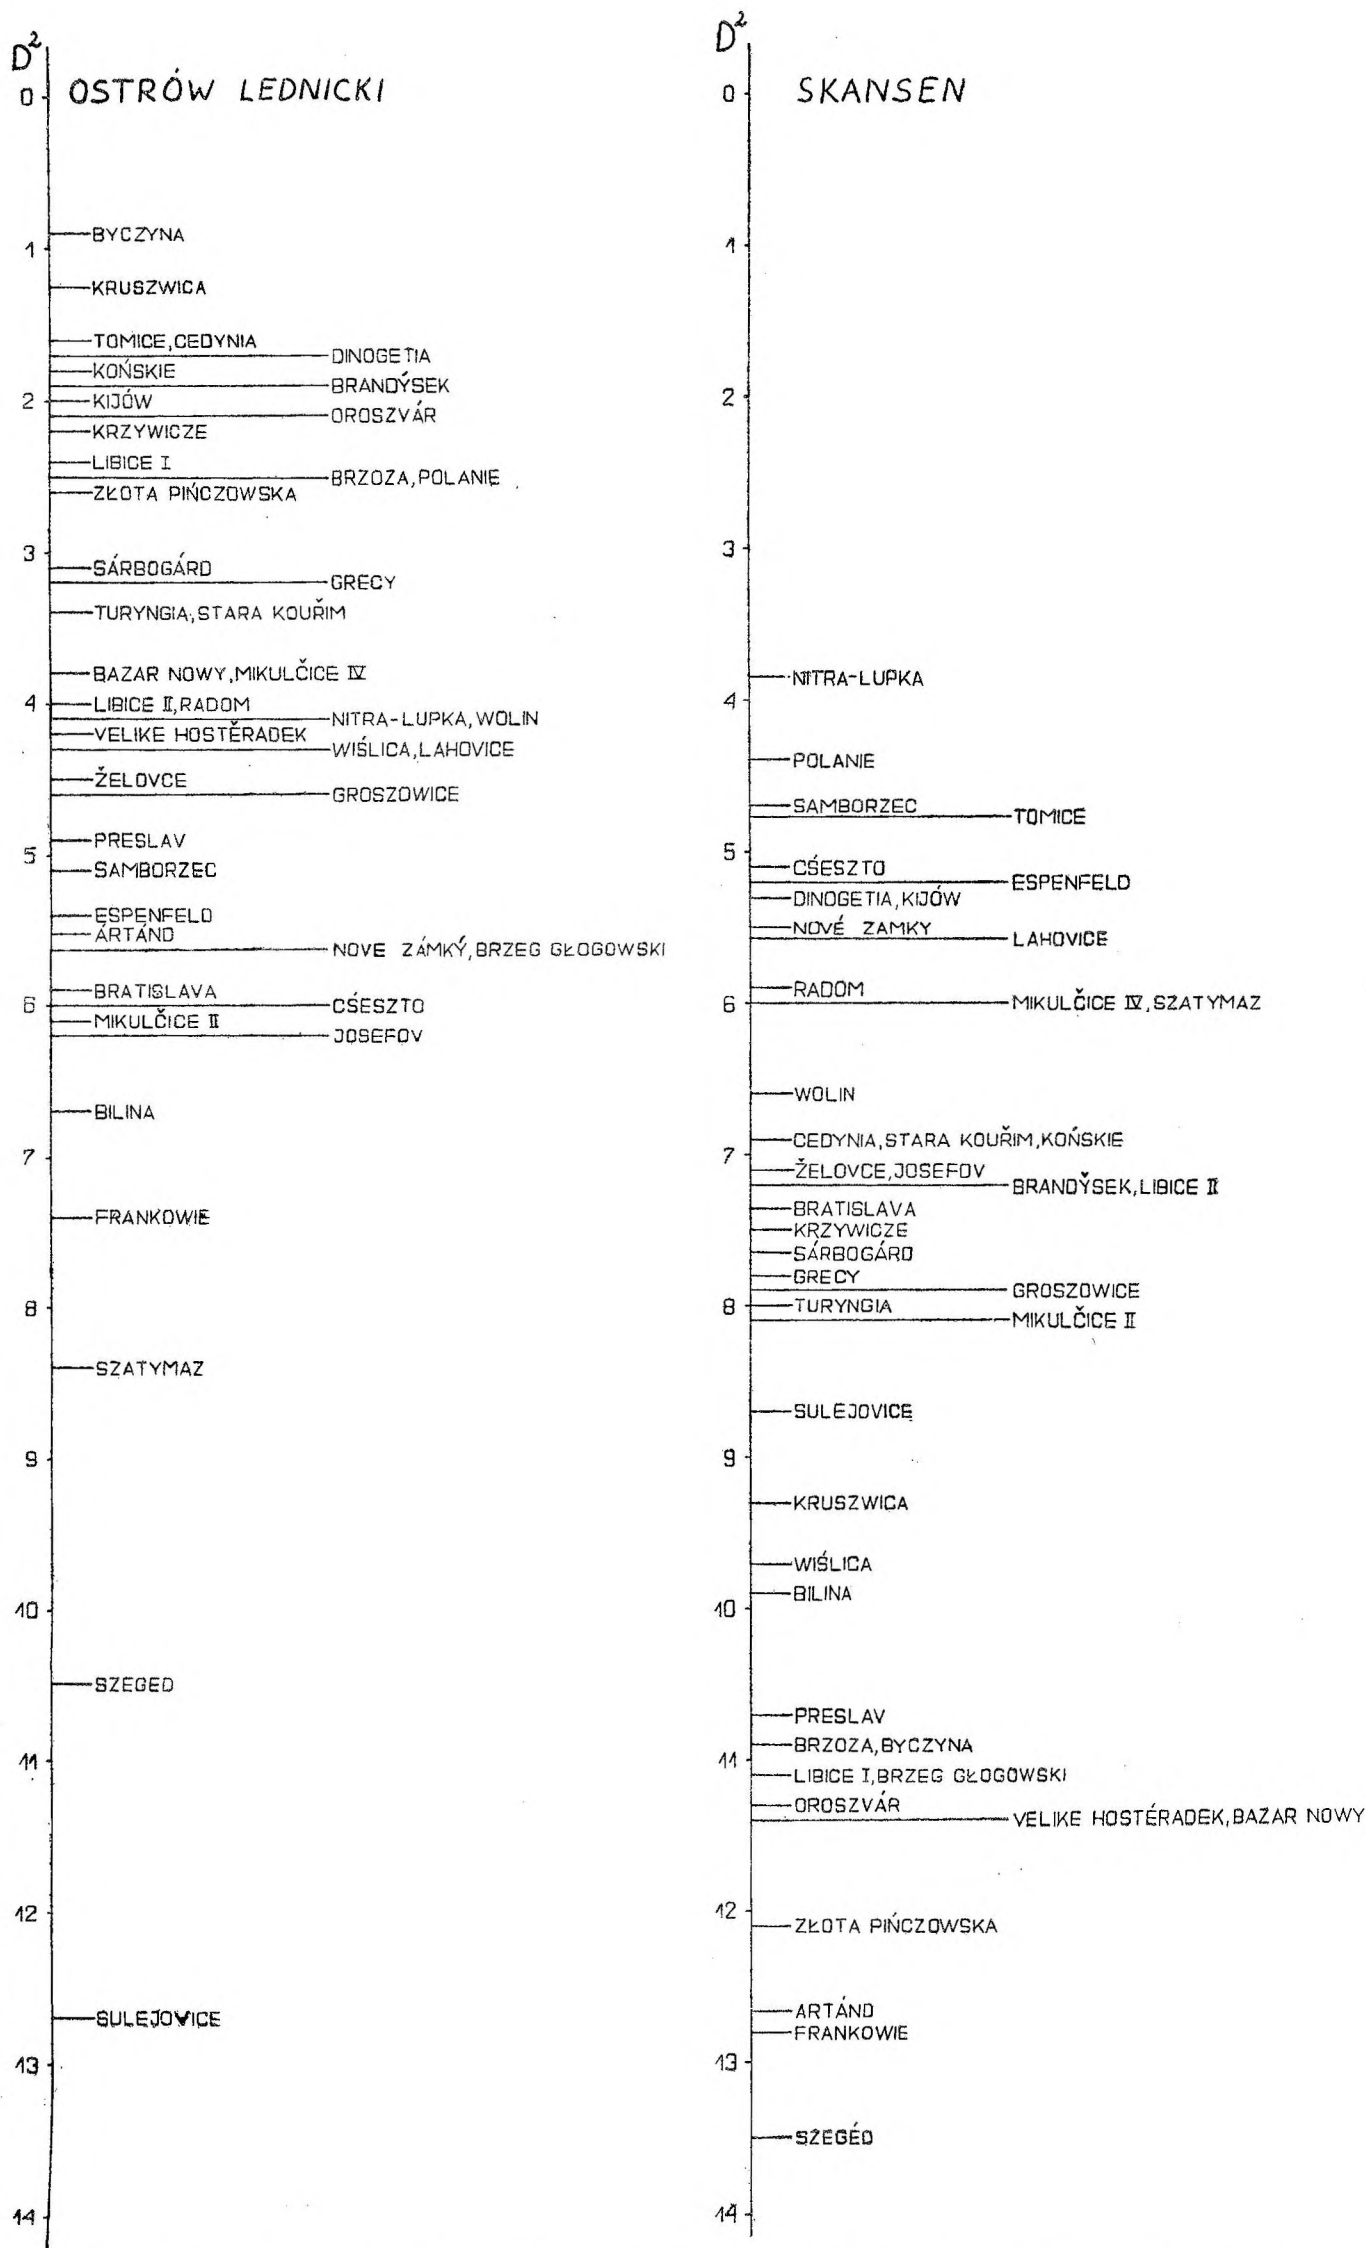 D²
OSTRÓW LEDNICKI
0
BYCZYNA
1
KRUSZWICA
TOMICE, CEDYNIA
DINOGETIA
KOŃSKIE
BRANDÝSEK
2
KIJÓW
OROSZVÁR
KRZYWICZE
LIBICE I
BRZOZA, POLANIE
ZŁOTA PIŃCZOWSKA
3
SÁRBOGÁRD
GRECY
TURYNGIA, STARA KOUŘIM
BAZAR NOWY, MIKULČICE IV
4
LIBICE II, RADOM
NITRA-LUPKA, WOLIN
VELIKE HOSTĚRADEK
WIŚLICA, LAHOVICE
ŽELOVCE
GROSZOWICE
PRESLAV
5
SAMBORZEC
ESPENFELD
ÁRTÁND
NOVE ZÁMKÝ, BRZEG GŁOGOWSKI
BRATISLAVA
6
CŚESZTO
MIKULČICE II
JOSEFOV
BILINA
7
FRANKOWIE
8
SZATYMAZ
9
10
SZEGED
11
12
SULEJOVICE
13
14
D²
SKANSEN
0
1
2
3
NITRA-LUPKA
4
POLANIE
SAMBORZEC
TOMICE
5
CŚESZTO
ESPENFELD
DINOGETIA, KIJÓW
NOVÉ ZAMKY
LAHOVICE
RADOM
6
MIKULČICE IV, SZATYMAZ
WOLIN
CEDYNIA, STARA KOUŘIM, KOŃSKIE
7
ŽELOVCE, JOSEFOV
BRANDÝSEK, LIBICE II
BRATISLAVA
KRZYWICZE
SÁRBOGÁRD
GRECY
GROSZOWICE
8
TURYNGIA
MIKULČICE II
SULEJOVICE
9
KRUSZWICA
WIŚLICA
BILINA
10
PRESLAV
BRZOZA, BYCZYNA
11
LIBICE I, BRZEG GŁOGOWSKI
OROSZVÁR
VELIKE HOSTÉRADEK, BAZAR NOWY
12
ZŁOTA PIŃCZOWSKA
ARTÁND
FRANKOWIE
13
SZEGÉD
14